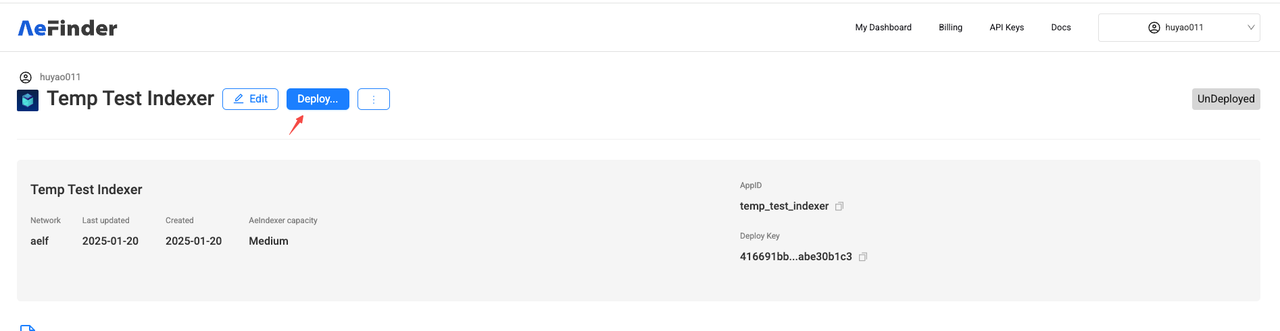 AeFinder
My Dashboard Billing API Keys Docs huyao011
huyao011
Temp Test Indexer Edit Deploy... UnDeployed
Temp Test Indexer
AppID
temp_test_indexer
Network Last updated Created AeIndexer capacity
aelf 2025-01-20 2025-01-20 Medium
Deploy Key
416691bb...abe30b1c3